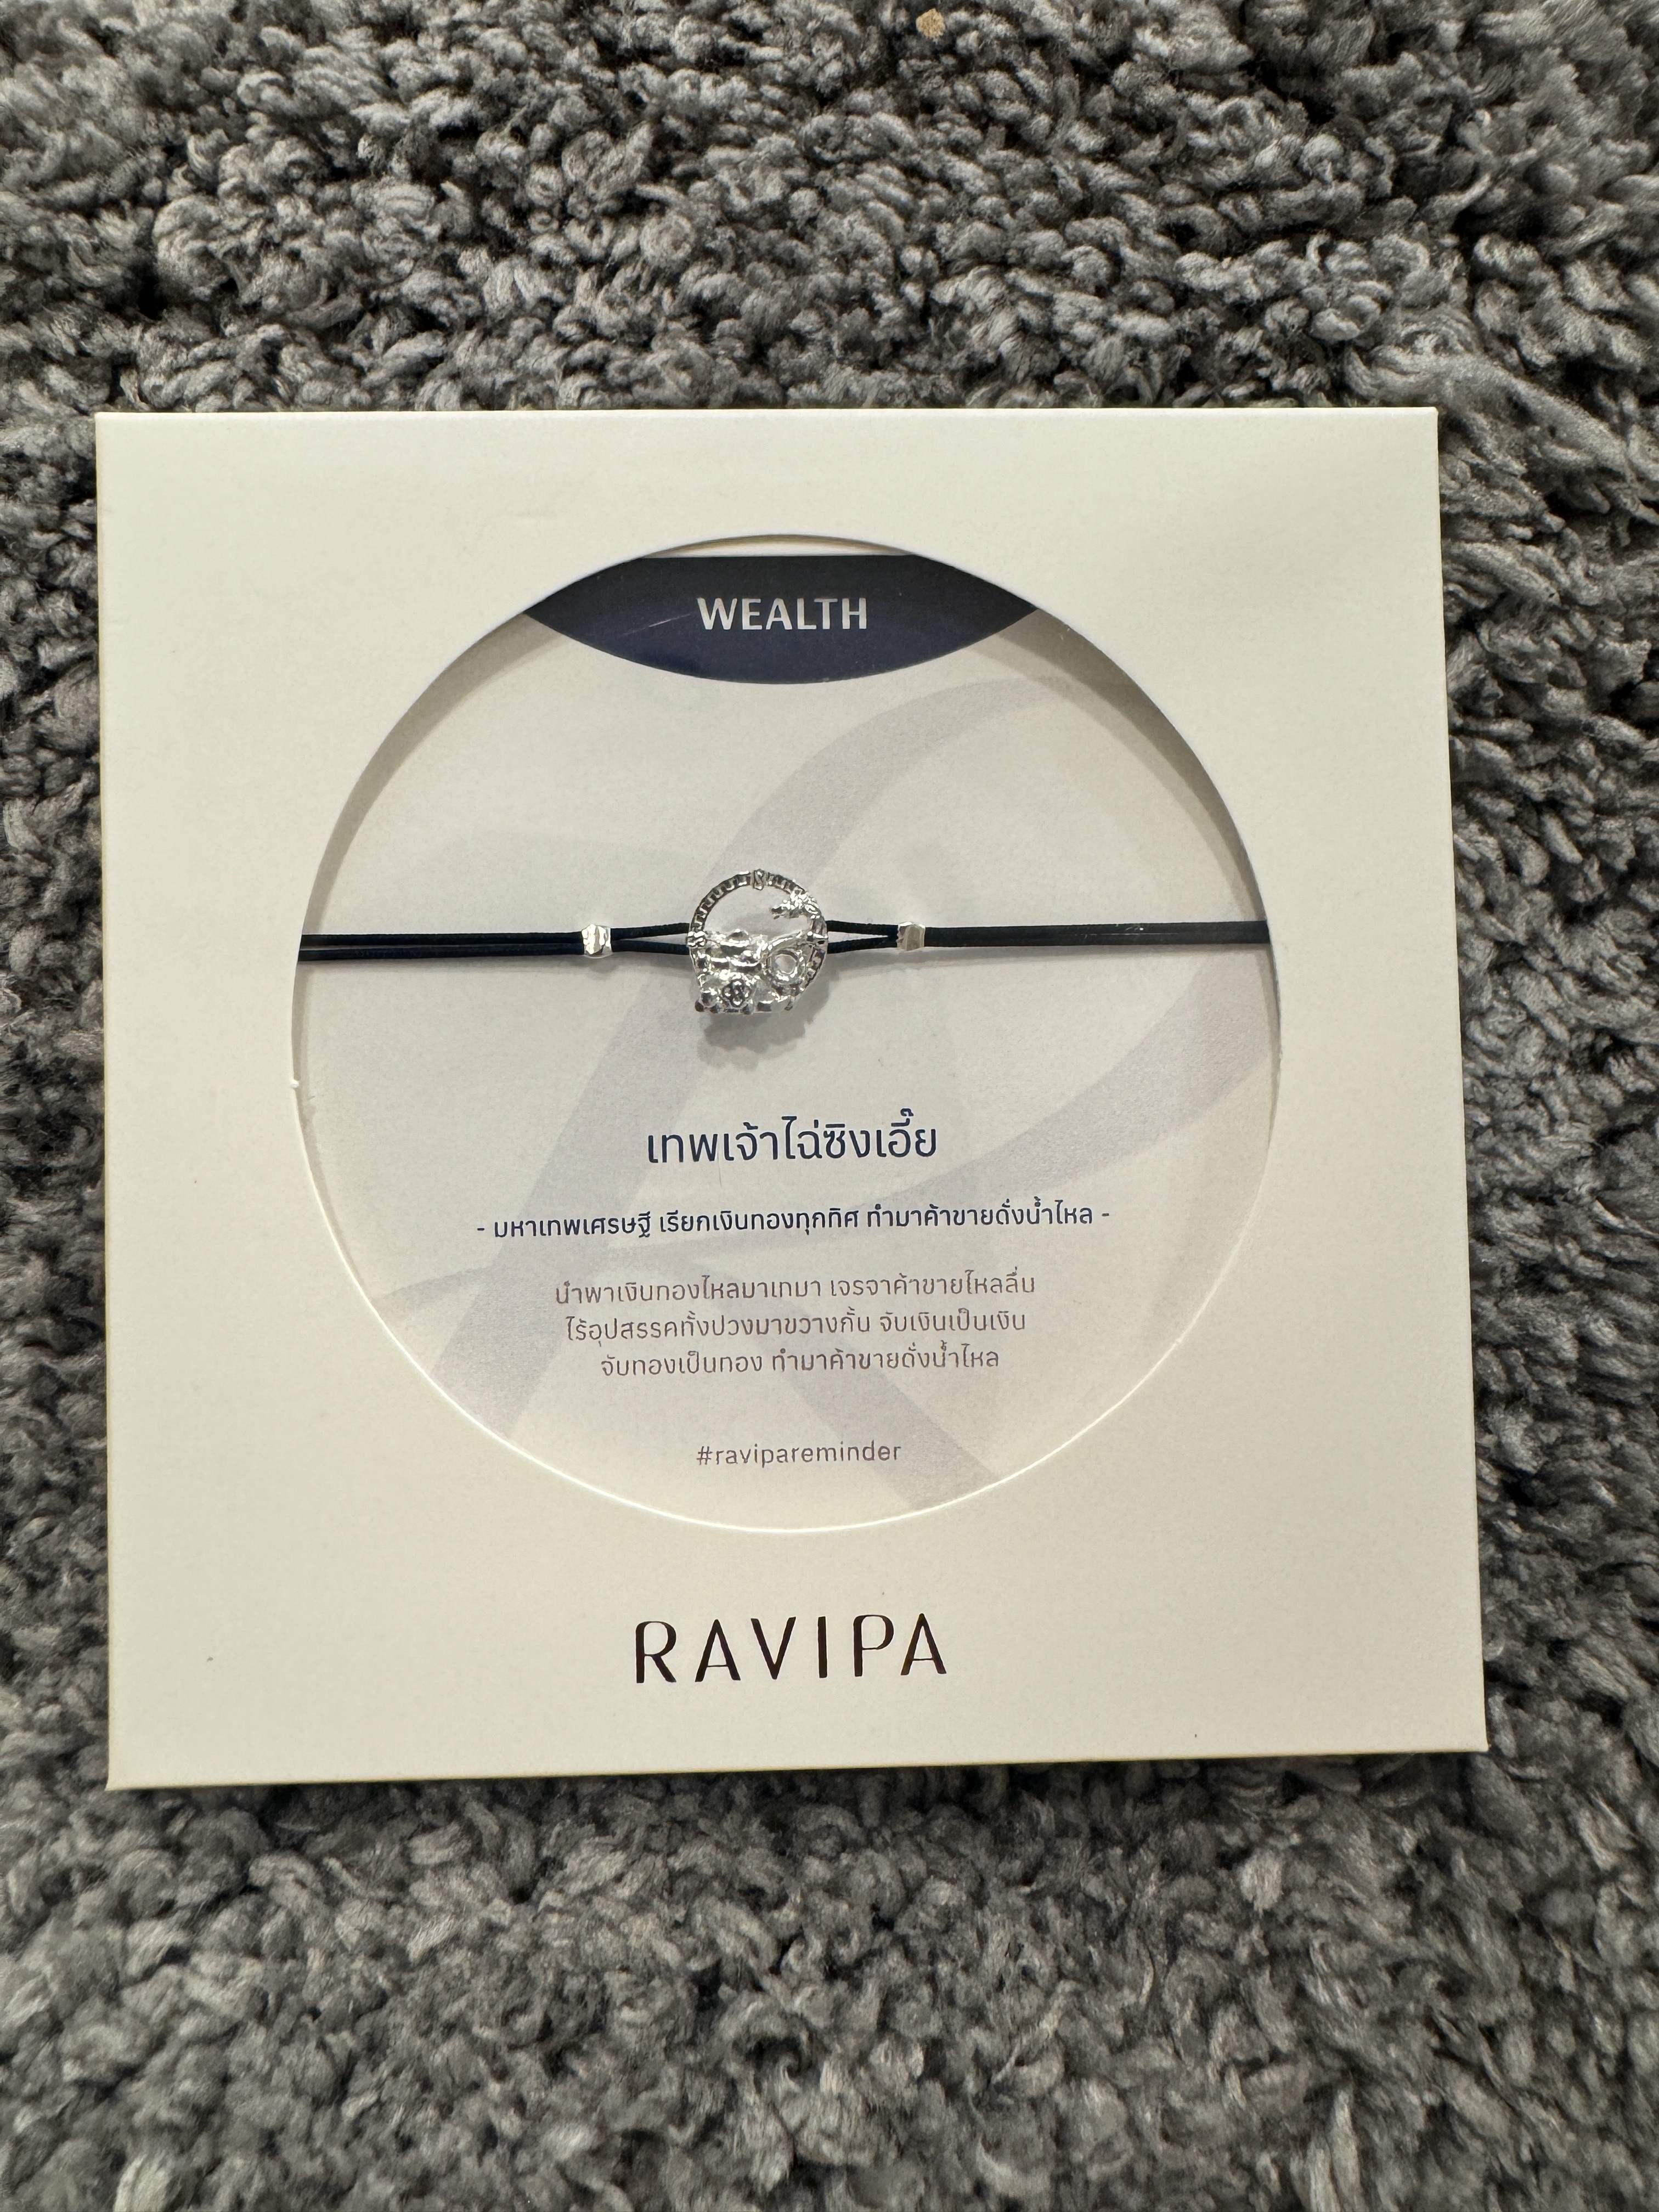 WEALTH
เทพเจ้าไฉ่ซิงเอี๊ย
- มหาเทพเศรษฐี เรียกเงินทองทุกทิศ ทำมาค้าขายดั่งน้ำไหล -
นำพาเงินทองไหลมาเทมา เจรจาค้าขายไหลลื่น
ไร้อุปสรรคทั้งปวงมาขวางกั้น จับเงินเป็นเงิน
จับทองเป็นทอง ทำมาค้าขายดั่งน้ำไหล
#ravipareminder
RAVIPA